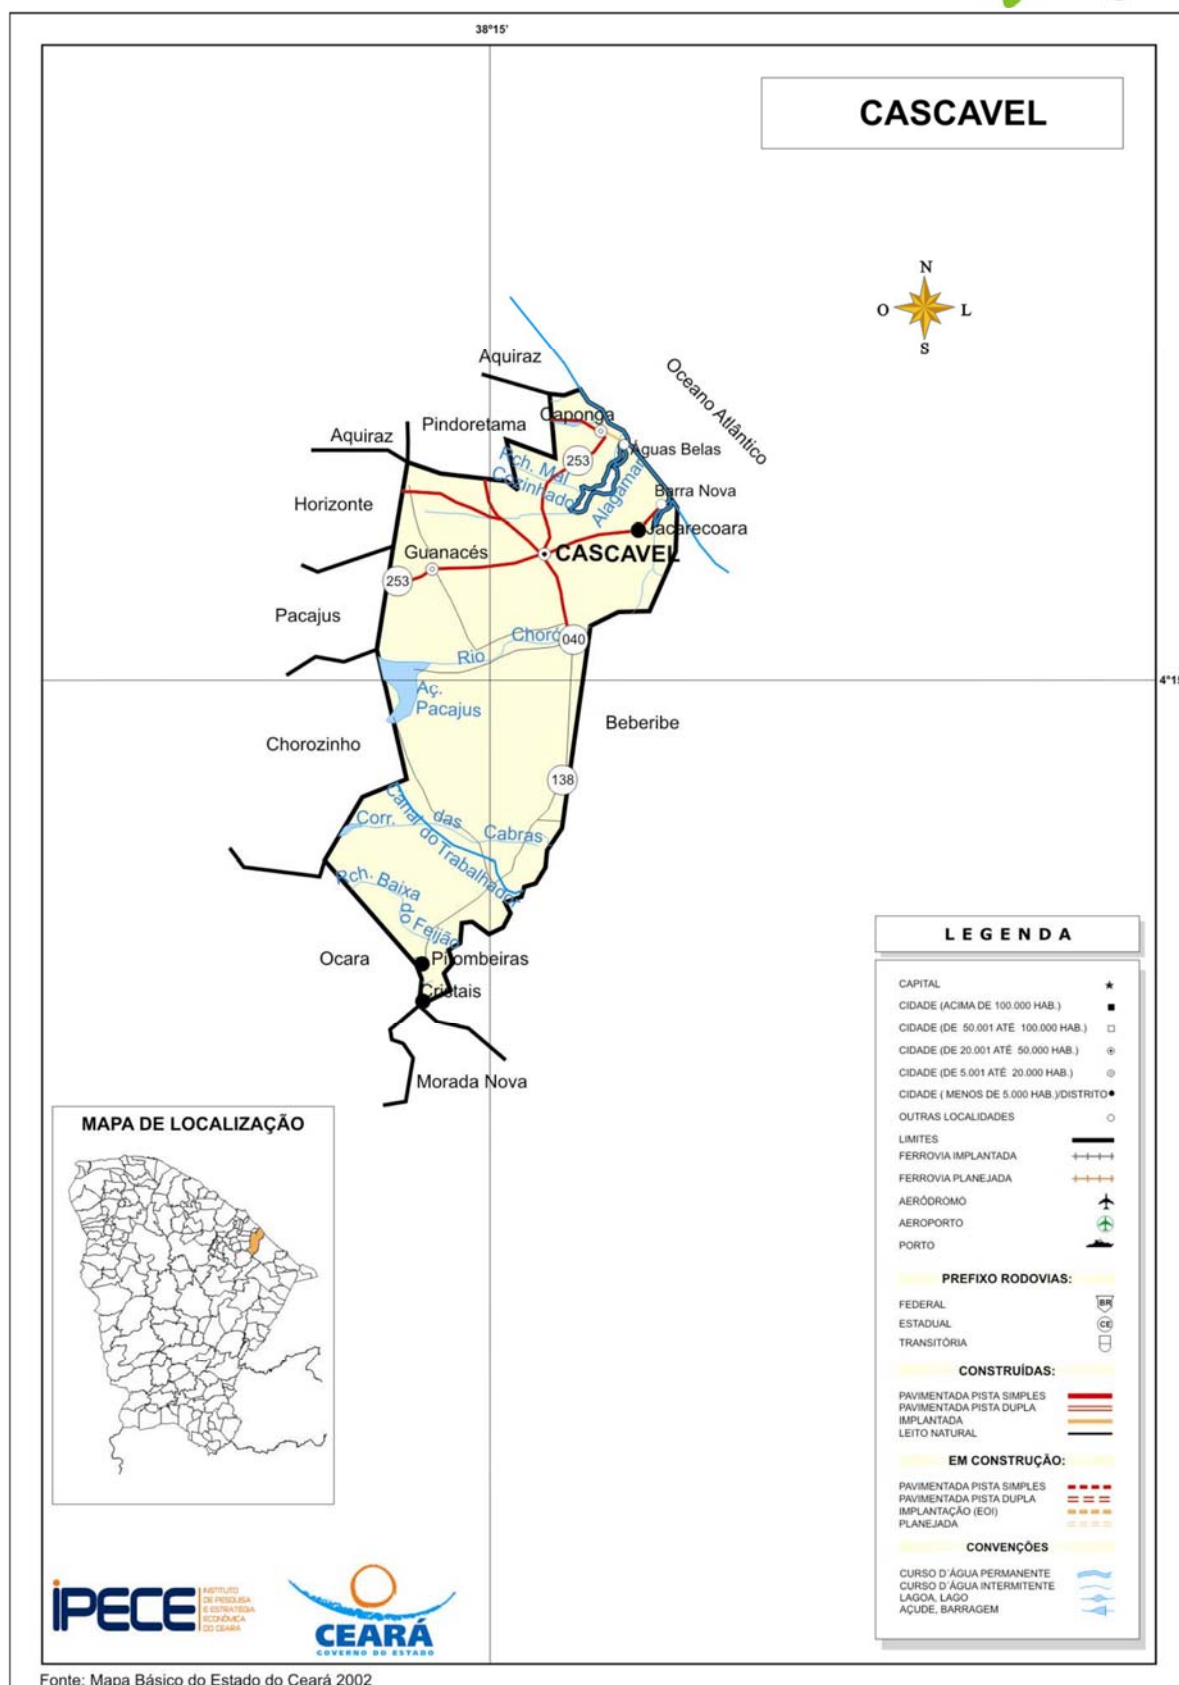 38º15'
CASCAVEL
N
O
L
S
Aquiraz
Oceano Atlântico
Caponga
Pindoretama
Aquiraz
Águas Belas
253
Rch. Mal
Cozinhado
Alagamar
Barra Nova
Horizonte
Jacarecoara
Guanacés
CASCAVEL
253
Pacajus
Choró
040
Rio
4º15
Aç.
Pacajus
Beberibe
Chorozinho
138
Canal do Trabalhador
Corr. das Cabras
Rch. Baixa
do Feijão
Ocara
Pitombeiras
Cristais
Morada Nova
MAPA DE LOCALIZAÇÃO
LEGENDA
CAPITAL
CIDADE (ACIMA DE 100.000 HAB.)
CIDADE (DE 50.001 ATÉ 100.000 HAB.)
CIDADE (DE 20.001 ATÉ 50.000 HAB.)
CIDADE (DE 5.001 ATÉ 20.000 HAB.)
CIDADE ( MENOS DE 5.000 HAB.)/DISTRITO
OUTRAS LOCALIDADES
LIMITES
FERROVIA IMPLANTADA
FERROVIA PLANEJADA
AERÓDROMO
AEROPORTO
PORTO
PREFIXO RODOVIAS:
FEDERAL BR
ESTADUAL CE
TRANSITÓRIA
CONSTRUÍDAS:
PAVIMENTADA PISTA SIMPLES
PAVIMENTADA PISTA DUPLA
IMPLANTADA
LEITO NATURAL
EM CONSTRUÇÃO:
PAVIMENTADA PISTA SIMPLES
PAVIMENTADA PISTA DUPLA
IMPLANTAÇÃO (EOI)
PLANEJADA
CONVENÇÕES
CURSO D´ÁGUA PERMANENTE
CURSO D´ÁGUA INTERMITENTE
LAGOA, LAGO
AÇUDE, BARRAGEM
iPECE
INSTITUTO
DE PESQUISA
E ESTRATÉGIA
ECONÔMICA
DO CEARÁ
CEARÁ
GOVERNO DO ESTADO
Fonte: Mapa Básico do Estado do Ceará 2002